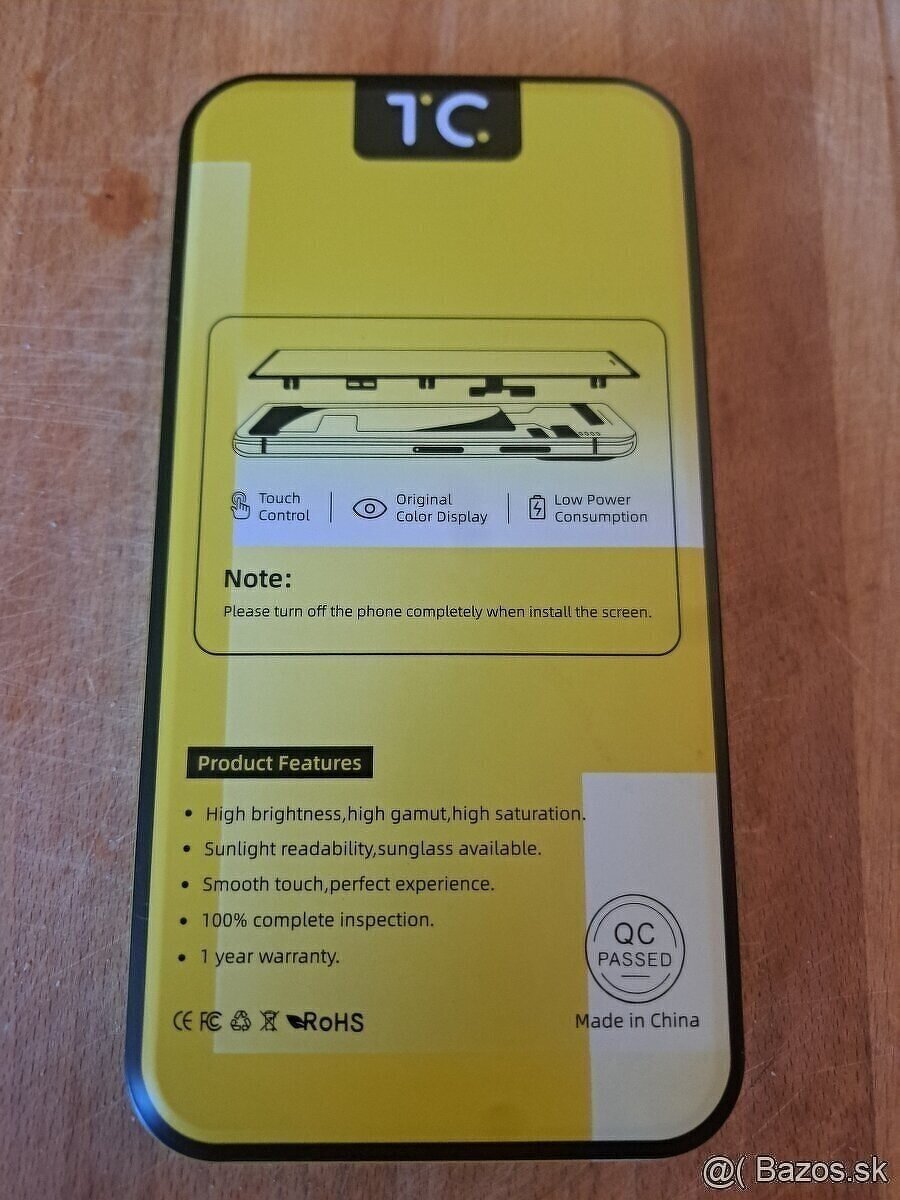 TC
Touch
Control
Original
Color Display
Low Power
Consumption
Note:
Please turn off the phone completely when install the screen.
Product Features
• High brightness,high gamut,high saturation.
• Sunlight readability,sunglass available.
• Smooth touch,perfect experience.
• 100% complete inspection.
• 1 year warranty.
QC
PASSED
CE FC RoHS
Made in China
@( Bazos.sk